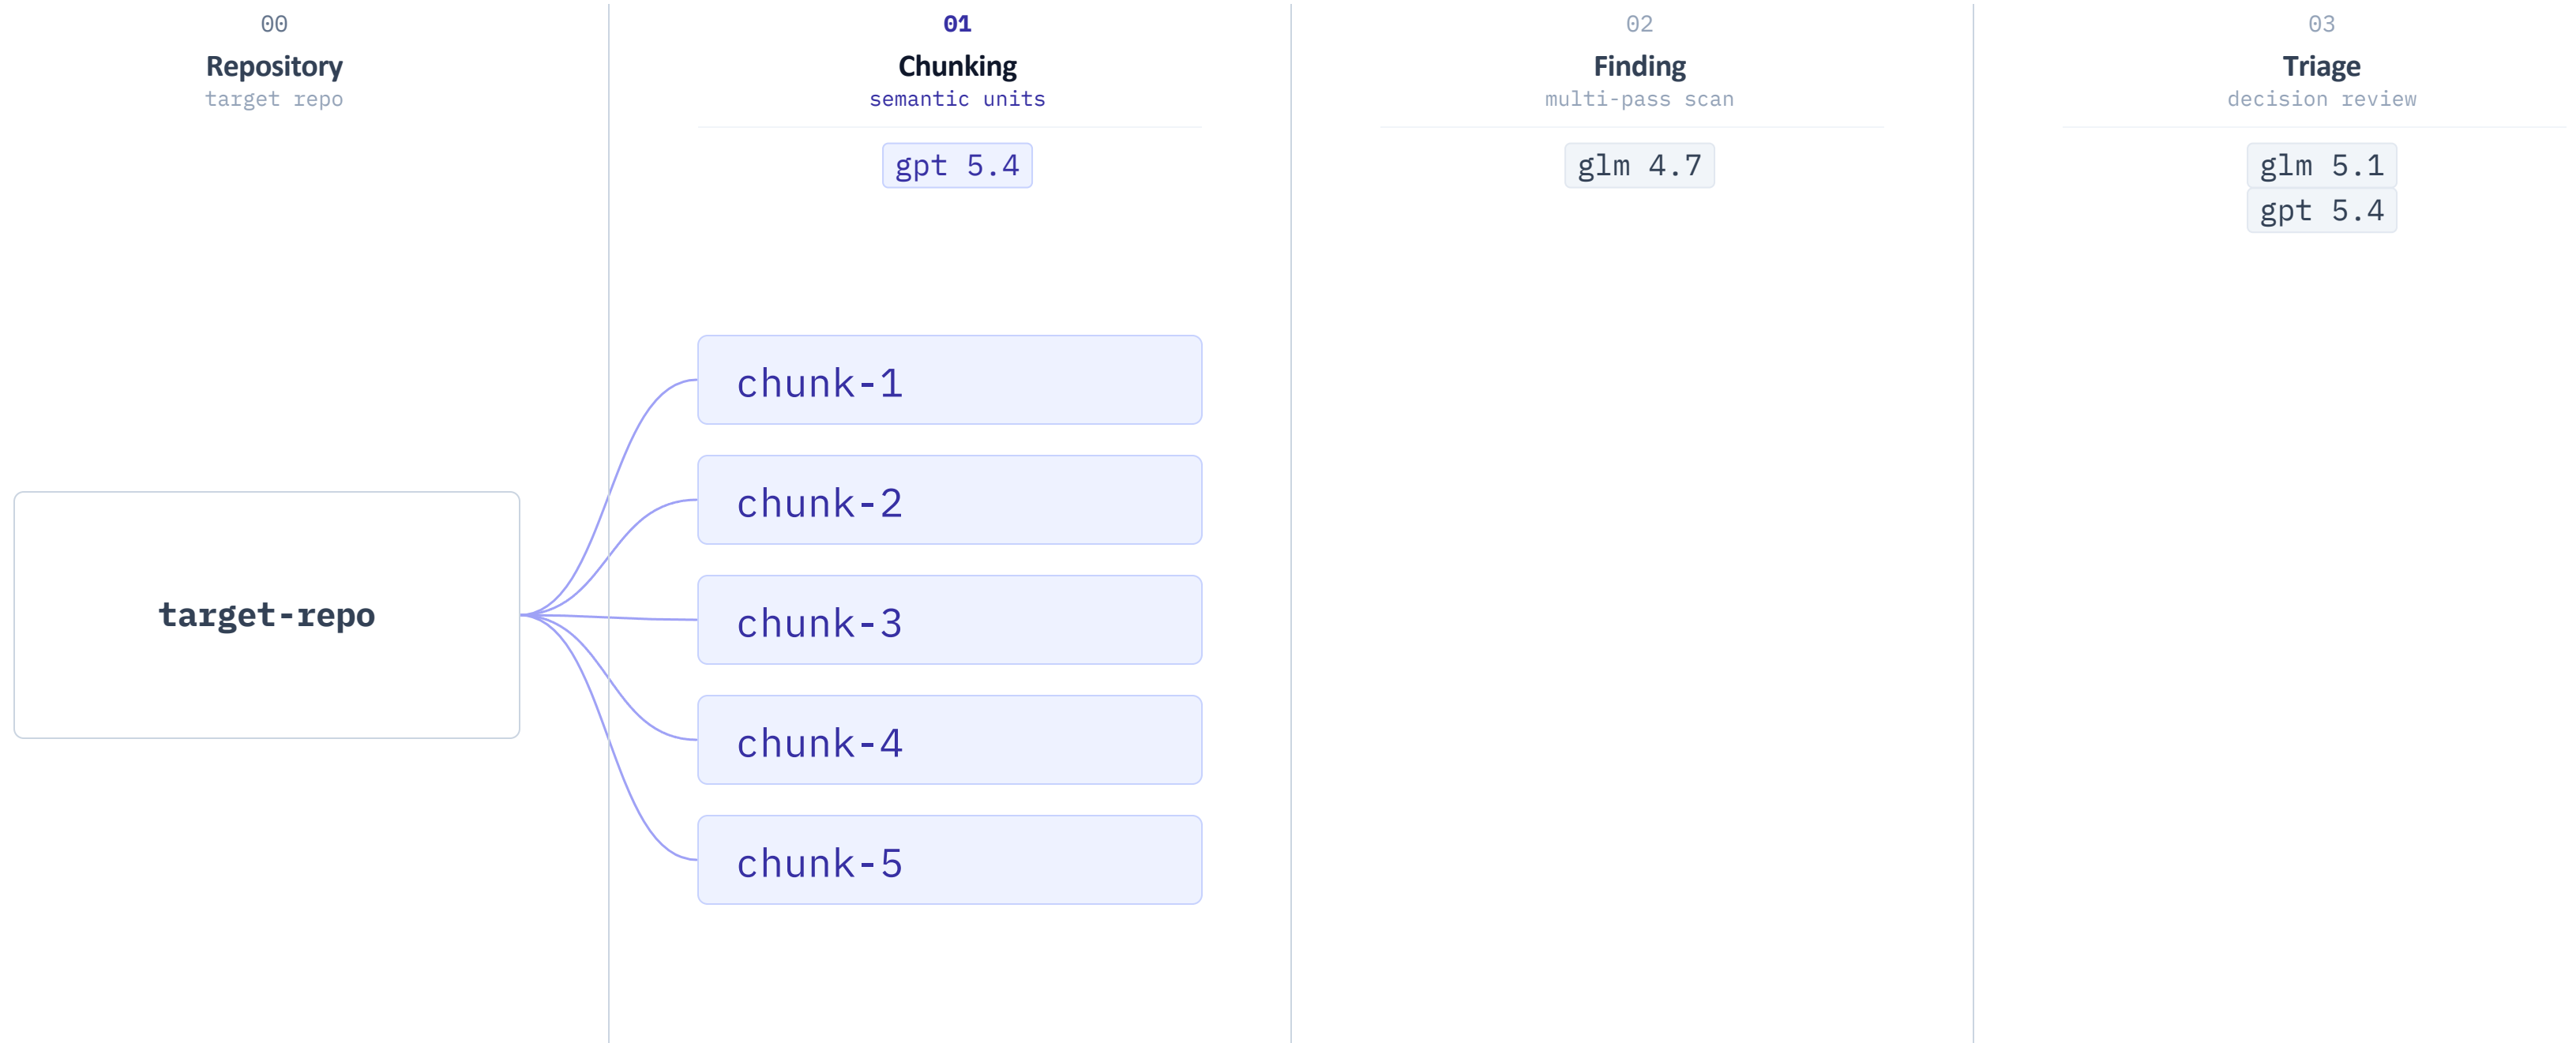 00
Repository
target repo
01
Chunking
semantic units
gpt 5.4
02
Finding
multi-pass scan
glm 4.7
03
Triage
decision review
glm 5.1
gpt 5.4
target-repo
chunk-1
chunk-2
chunk-3
chunk-4
chunk-5